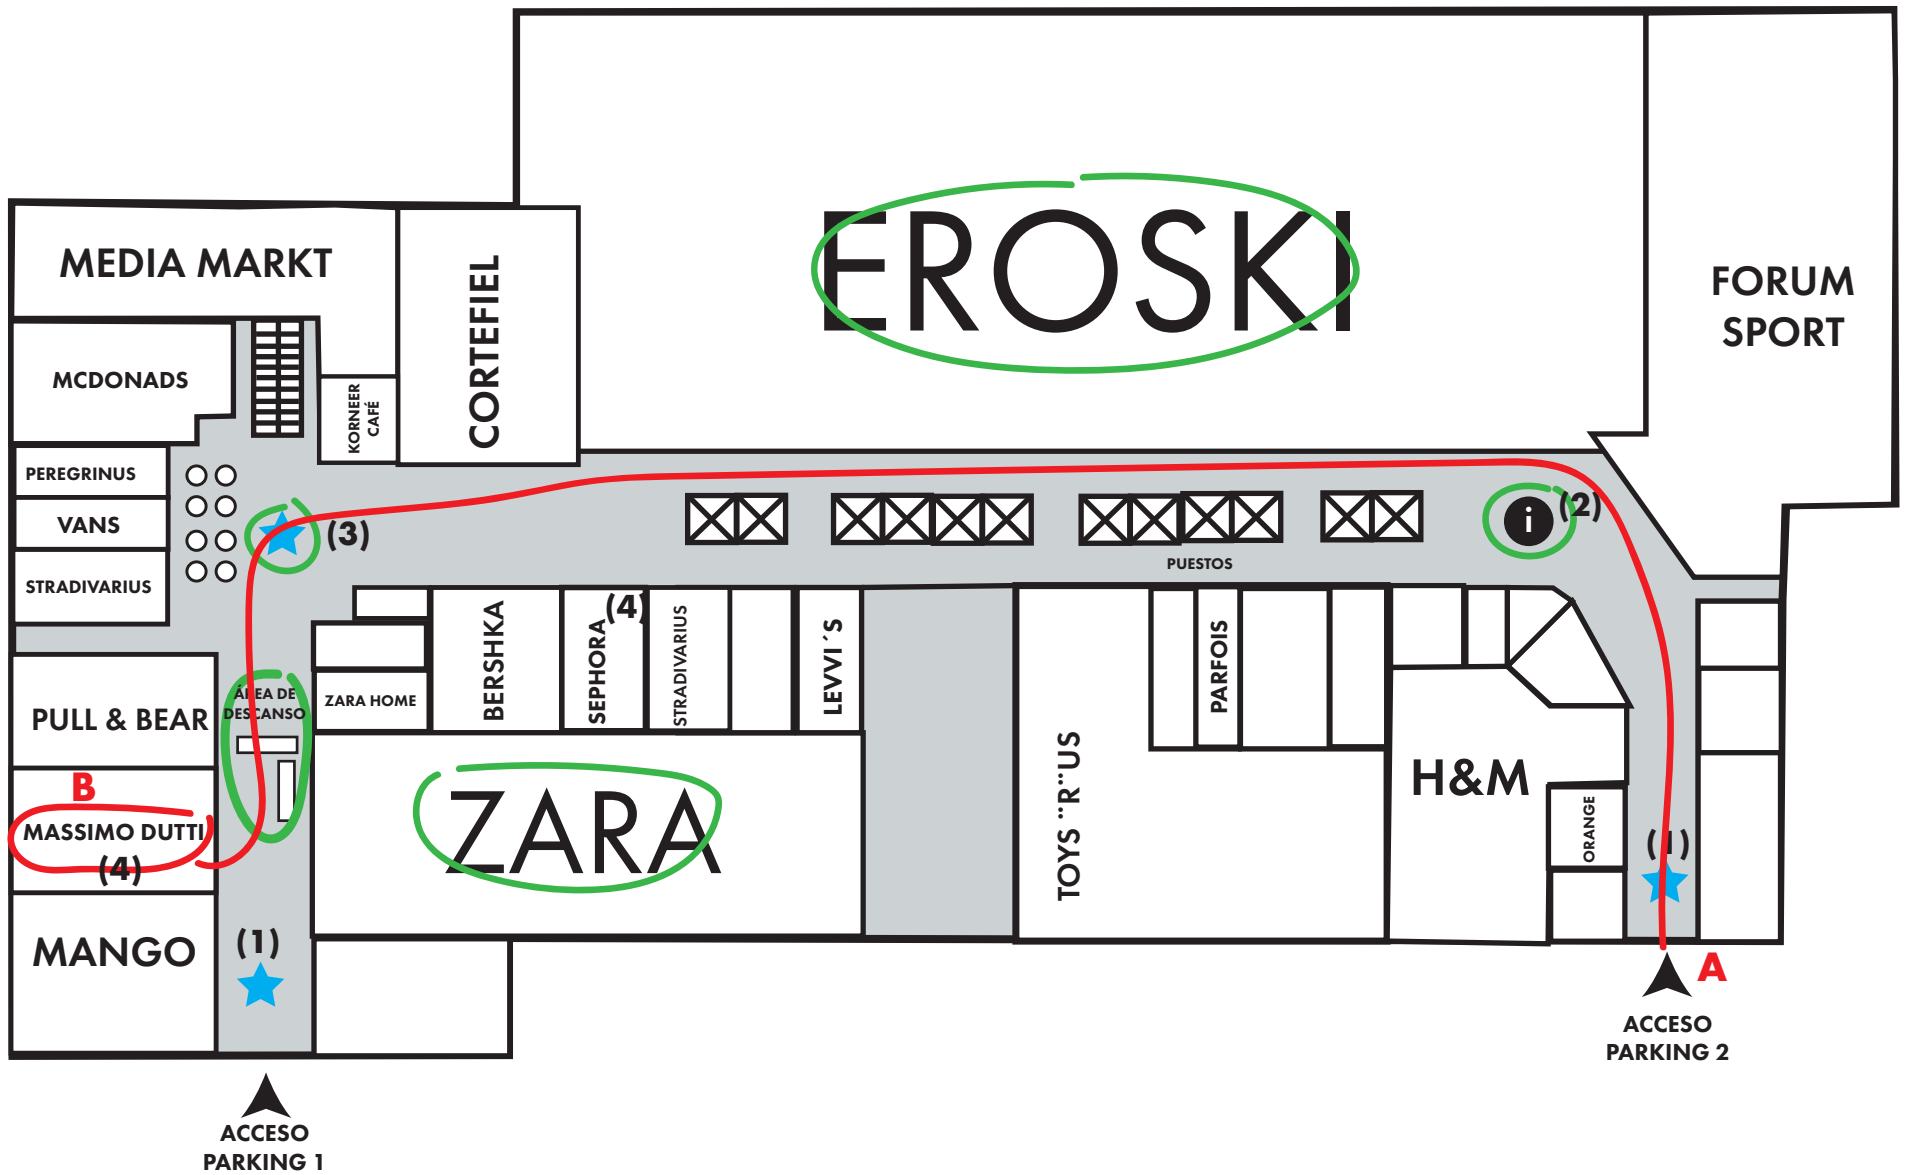 EROSKI
MEDIA MARKT
CORTEFIEL
FORUM
SPORT
MCDONADS
KORNEER
CAFÉ
PEREGRINUS
VANS
STRADIVARIUS
(3)
i
(2)
PUESTOS
BERSHKA
SEPHORA
(4)
STRADIVARIUS
LEVVI´S
PARFOIS
PULL & BEAR
ÁREA DE
DESCANSO
ZARA HOME
TOYS ¨R¨US
H&M
B
MASSIMO DUTTI
(4)
ZARA
ORANGE
(1)
MANGO
(1)
A
ACCESO
PARKING 2
ACCESO
PARKING 1